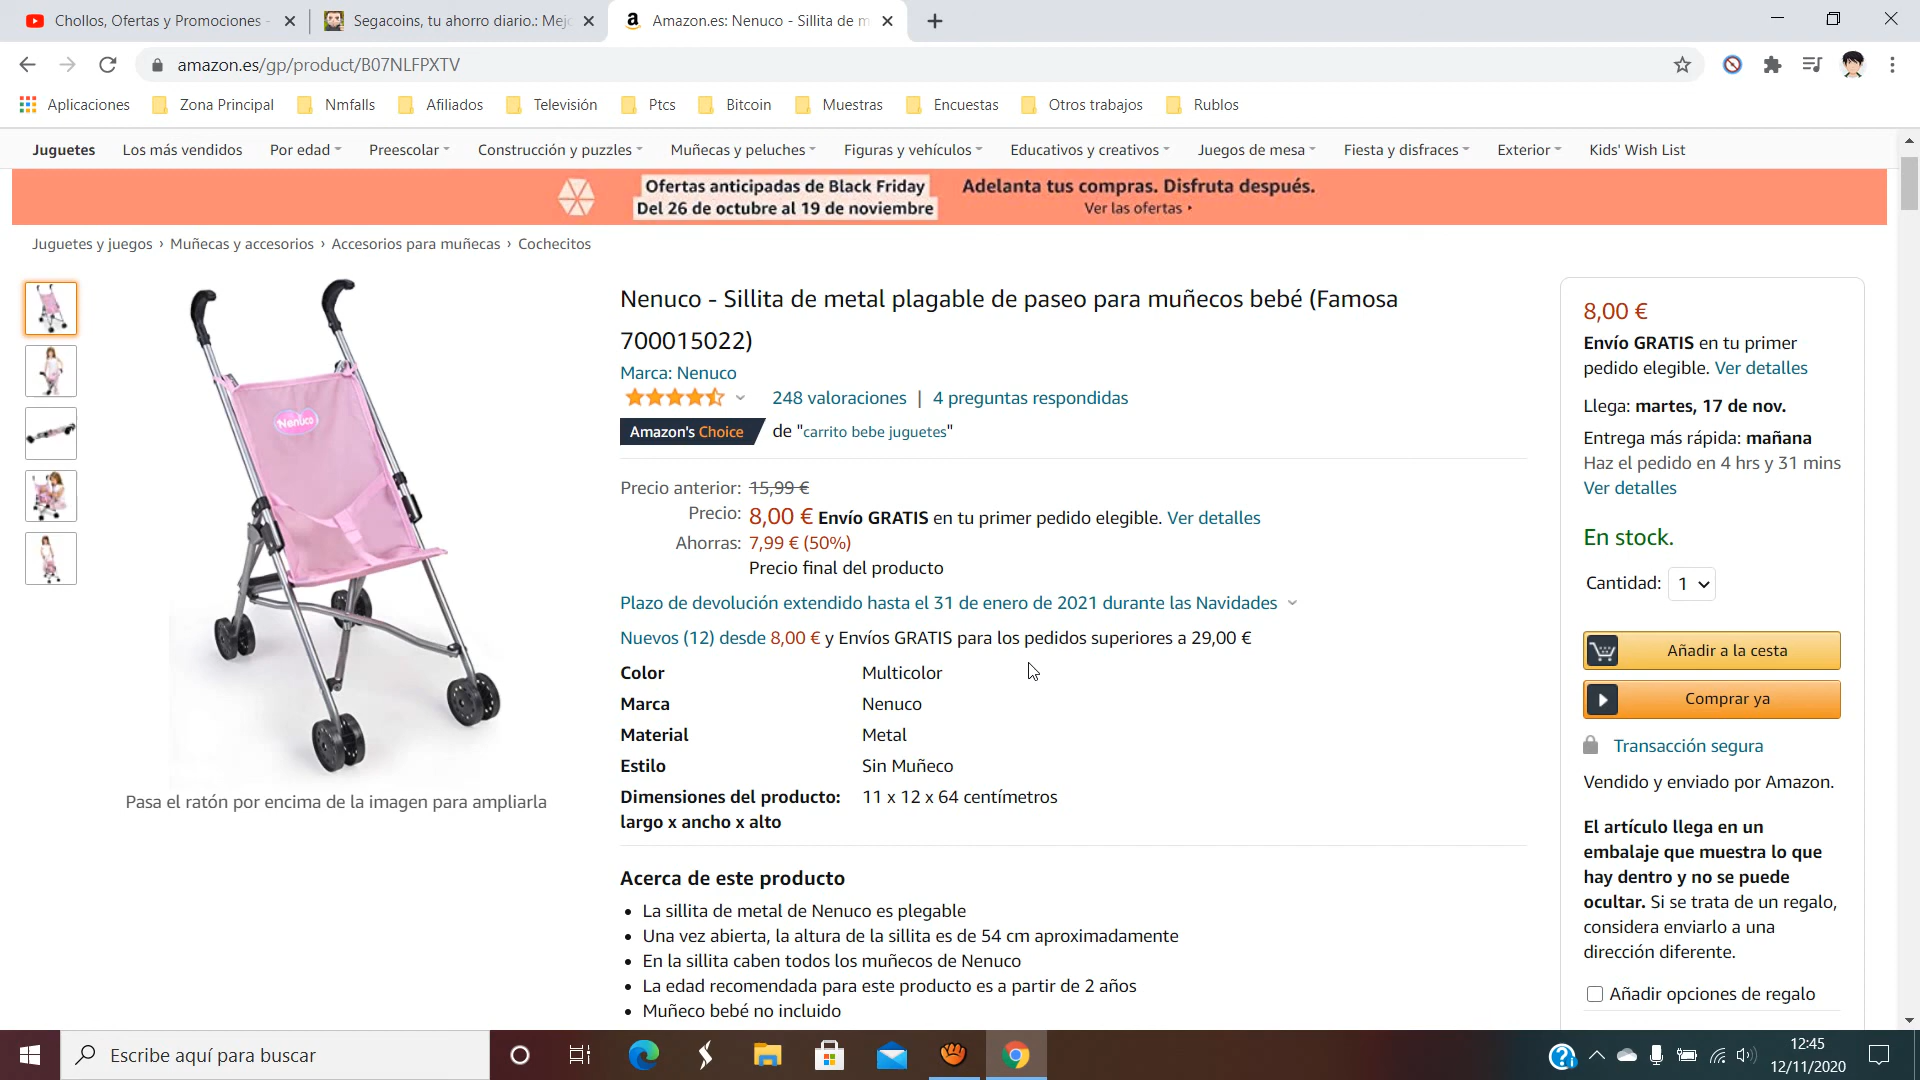 Chollos, Ofertas y Promociones -
Segacoins, tu ahorro diario.: Mejo
Amazon.es: Nenuco - Sillita de m
amazon.es/gp/product/B07NLFPXTV
Aplicaciones Zona Principal Nmfalls Afiliados Televisión Ptcs Bitcoin Muestras Encuestas Otros trabajos Rublos
Juguetes Los más vendidos Por edad Preescolar Construcción y puzzles Muñecas y peluches Figuras y vehículos Educativos y creativos Juegos de mesa Fiesta y disfraces Exterior Kids' Wish List
Ofertas anticipadas de Black Friday
Del 26 de octubre al 19 de noviembre
Adelanta tus compras. Disfruta después.
Ver las ofertas
Juguetes y juegos › Muñecas y accesorios › Accesorios para muñecas › Cochecitos
Nenuco
Pasa el ratón por encima de la imagen para ampliarla
Nenuco - Sillita de metal plagable de paseo para muñecos bebé (Famosa
700015022)
Marca: Nenuco
248 valoraciones | 4 preguntas respondidas
Amazon's Choice de "carrito bebe juguetes"
Precio anterior: 15,99 €
Precio: 8,00 € Envío GRATIS en tu primer pedido elegible. Ver detalles
Ahorras: 7,99 € (50%)
Precio final del producto
Plazo de devolución extendido hasta el 31 de enero de 2021 durante las Navidades
Nuevos (12) desde 8,00 € y Envíos GRATIS para los pedidos superiores a 29,00 €
Color Multicolor
Marca Nenuco
Material Metal
Estilo Sin Muñeco
Dimensiones del producto: 11 x 12 x 64 centímetros
largo x ancho x alto
Acerca de este producto
• La sillita de metal de Nenuco es plegable
• Una vez abierta, la altura de la sillita es de 54 cm aproximadamente
• En la sillita caben todos los muñecos de Nenuco
• La edad recomendada para este producto es a partir de 2 años
• Muñeco bebé no incluido
8,00 €
Envío GRATIS en tu primer
pedido elegible. Ver detalles
Llega: martes, 17 de nov.
Entrega más rápida: mañana
Haz el pedido en 4 hrs y 31 mins
Ver detalles
En stock.
Cantidad: 1
Añadir a la cesta
Comprar ya
Transacción segura
Vendido y enviado por Amazon.
El artículo llega en un
embalaje que muestra lo que
hay dentro y no se puede
ocultar. Si se trata de un regalo,
considera enviarlo a una
dirección diferente.
Añadir opciones de regalo
Escribe aquí para buscar
12:45
12/11/2020